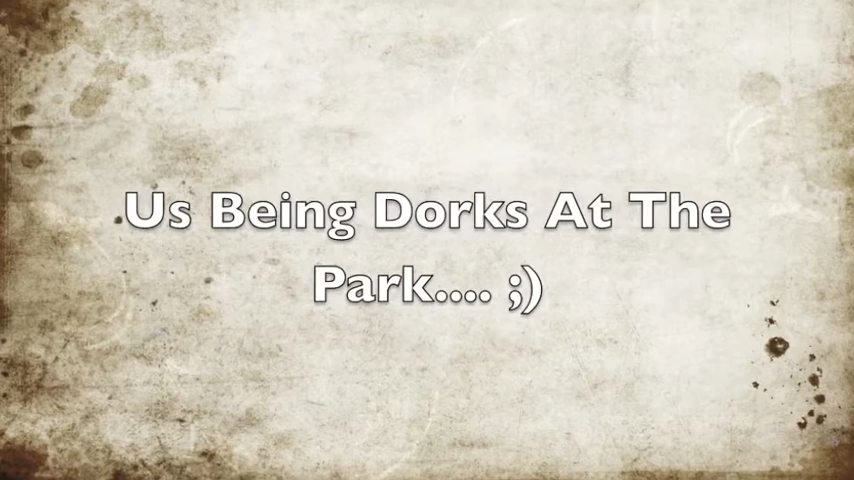 Us Being Dorks At The
Park.... ;)